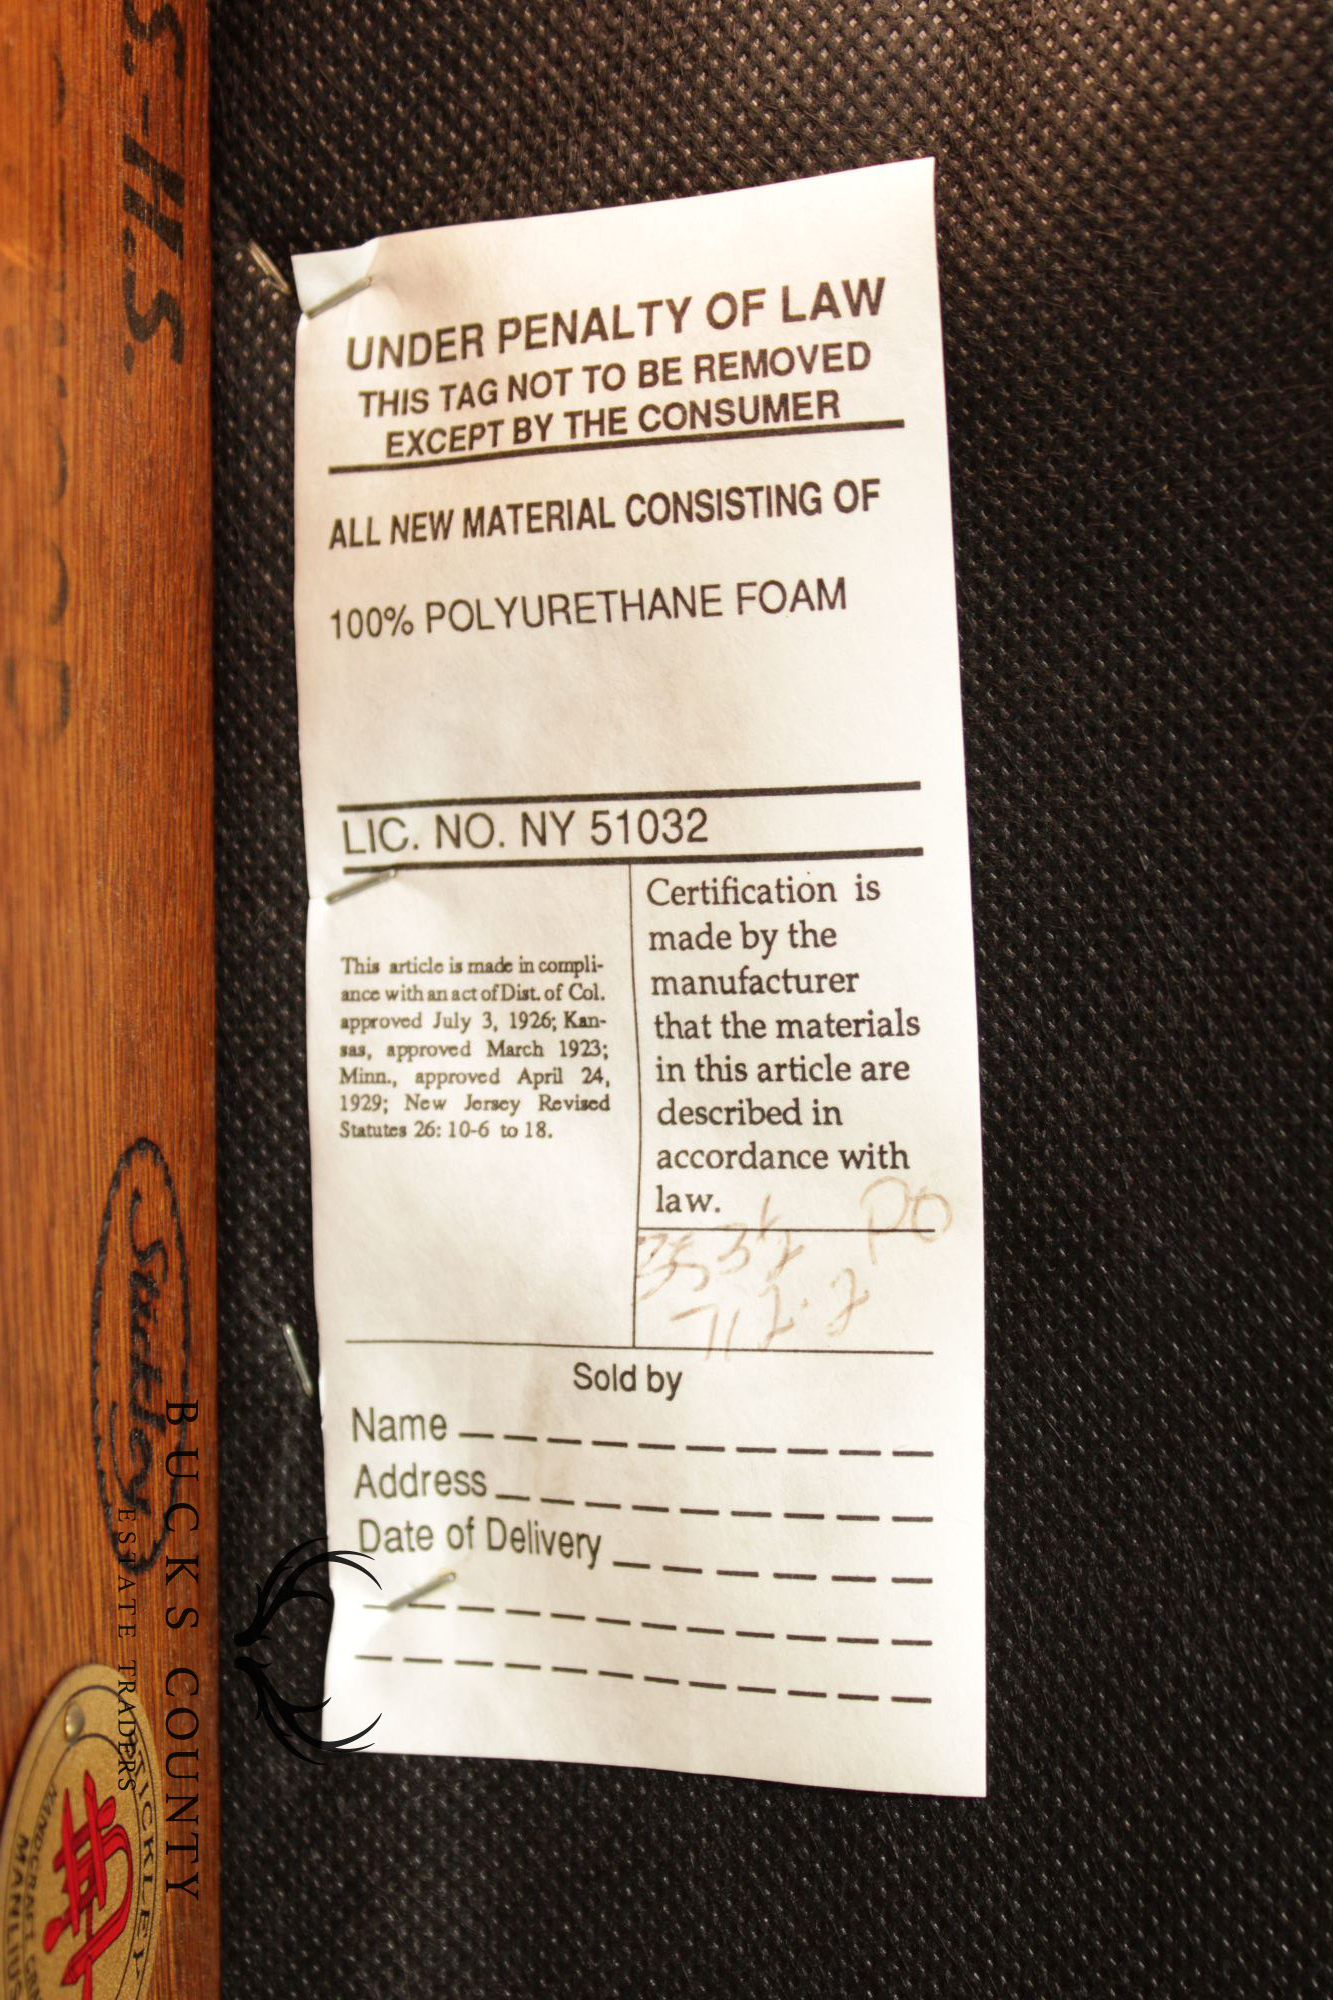 UNDER PENALTY OF LAW
THIS TAG NOT TO BE REMOVED
EXCEPT BY THE CONSUMER
ALL NEW MATERIAL CONSISTING OF
100% POLYURETHANE FOAM
LIC. NO. NY 51032
This article is made in compli-
ance with an act of Dist. of Col.
approved July 3, 1926; Kan-
sas, approved March 1923;
Minn., approved April 24,
1929; New Jersey Revised
Statutes 26: 10-6 to 18.
Certification is
made by the
manufacturer
that the materials
in this article are
described in
accordance with
law.
Sold by
Name
Address
Date of Delivery
S.-H.S.
Stickley
BUCKS COUNTY
ESTATE TRADERS
MANLIUS